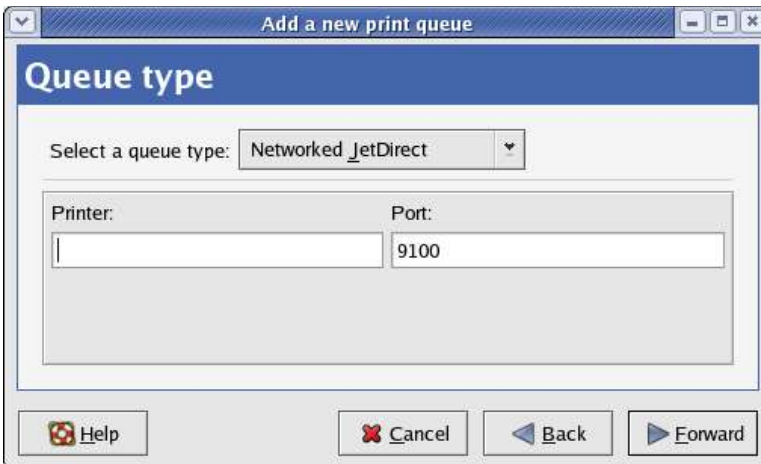 Add a new print queue
Queue type
Select a queue type: Networked JetDirect
Printer: Port:
9100
Help Cancel Back Forward